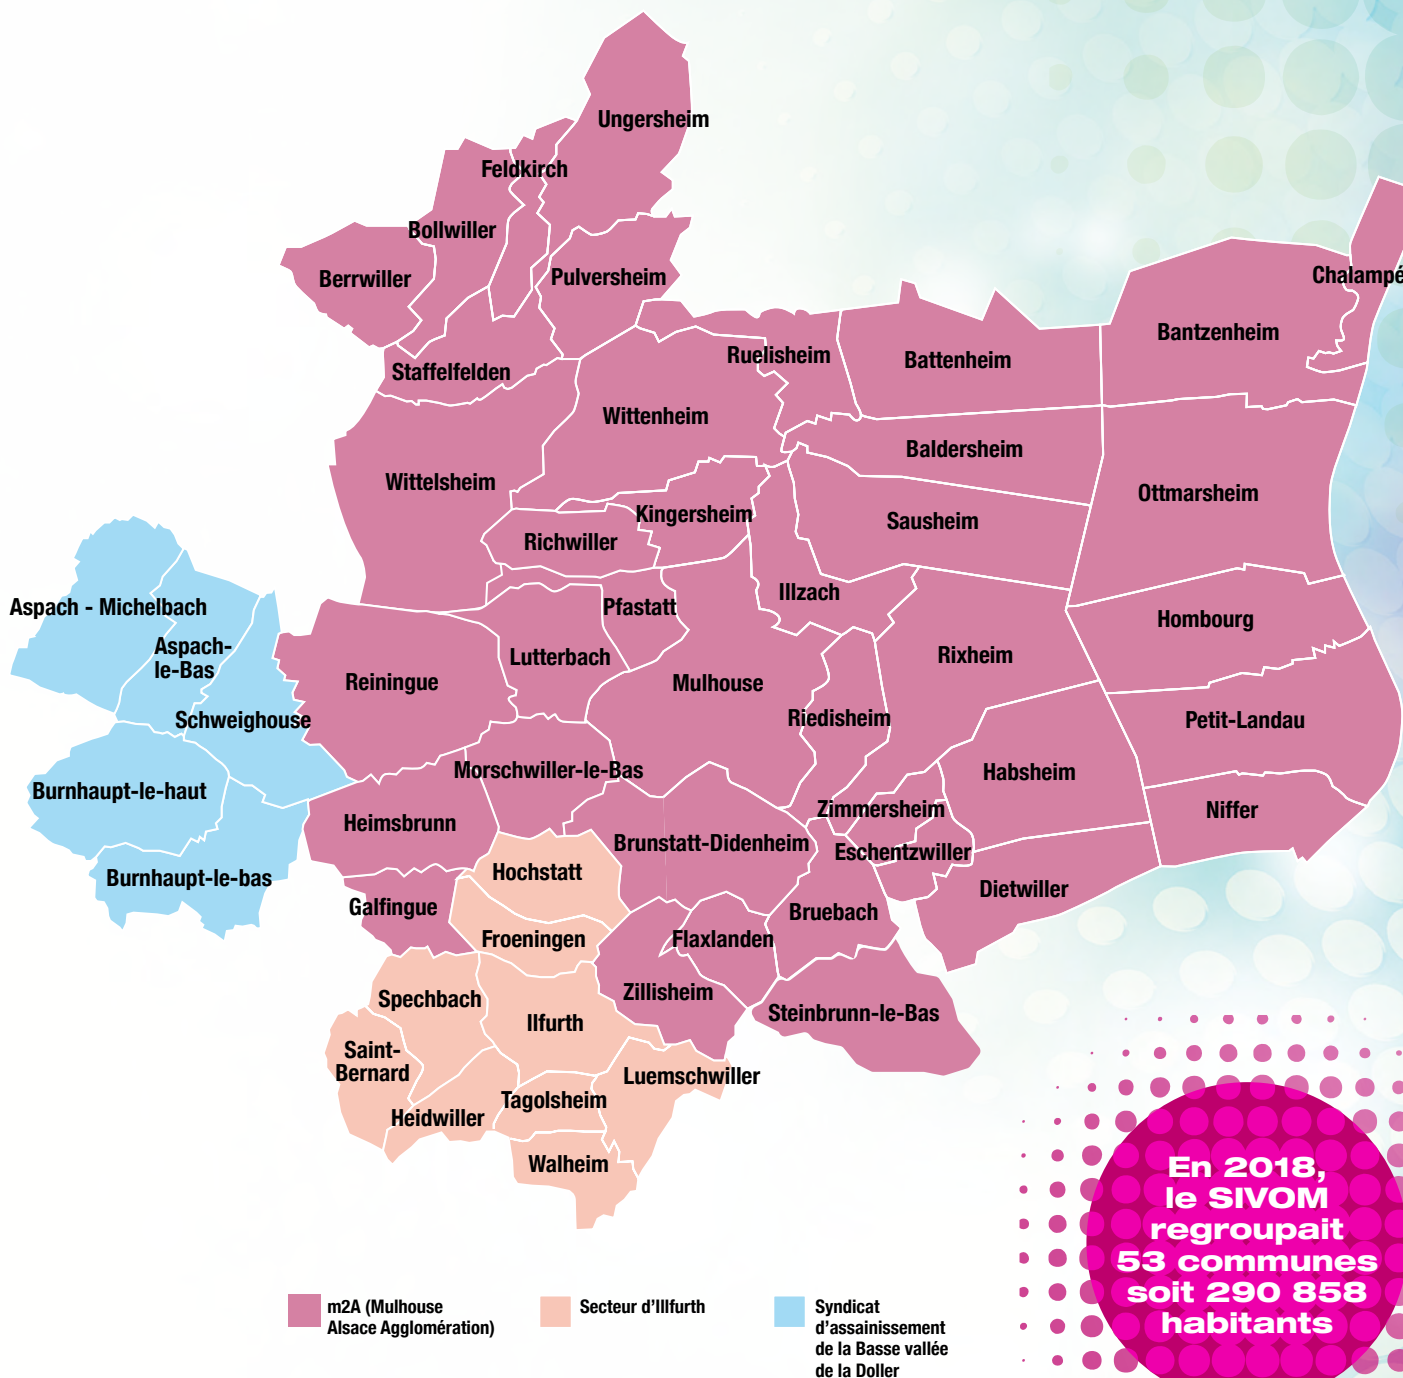 Ungersheim
Feldkirch
Bollwiller
Berrwiller
Pulversheim
Chalampé
Bantzenheim
Ruelisheim
Battenheim
Staffelfelden
Wittenheim
Baldersheim
Wittelsheim
Ottmarsheim
Kingersheim
Sausheim
Richwiller
Illzach
Aspach - Michelbach
Pfastatt
Hombourg
Aspach-
le-Bas
Lutterbach
Rixheim
Reiningue
Mulhouse
Schweighouse
Riedisheim
Petit-Landau
Morschwiller-le-Bas
Habsheim
Burnhaupt-le-haut
Zimmersheim
Niffer
Heimsbrunn
Brunstatt-Didenheim
Eschentzwiller
Hochstatt
Burnhaupt-le-bas
Dietwiller
Galfingue
Bruebach
Froeningen
Flaxlanden
Zillisheim
Spechbach
Steinbrunn-le-Bas
Ilfurth
Saint-
Bernard
Luemschwiller
Tagolsheim
Heidwiller
Walheim
En 2018,
le SIVOM
regroupait
53 communes
soit 290 858
habitants
m2A (Mulhouse
Alsace Agglomération)
Secteur d'Illfurth
Syndicat
d'assainissement
de la Basse vallée
de la Doller